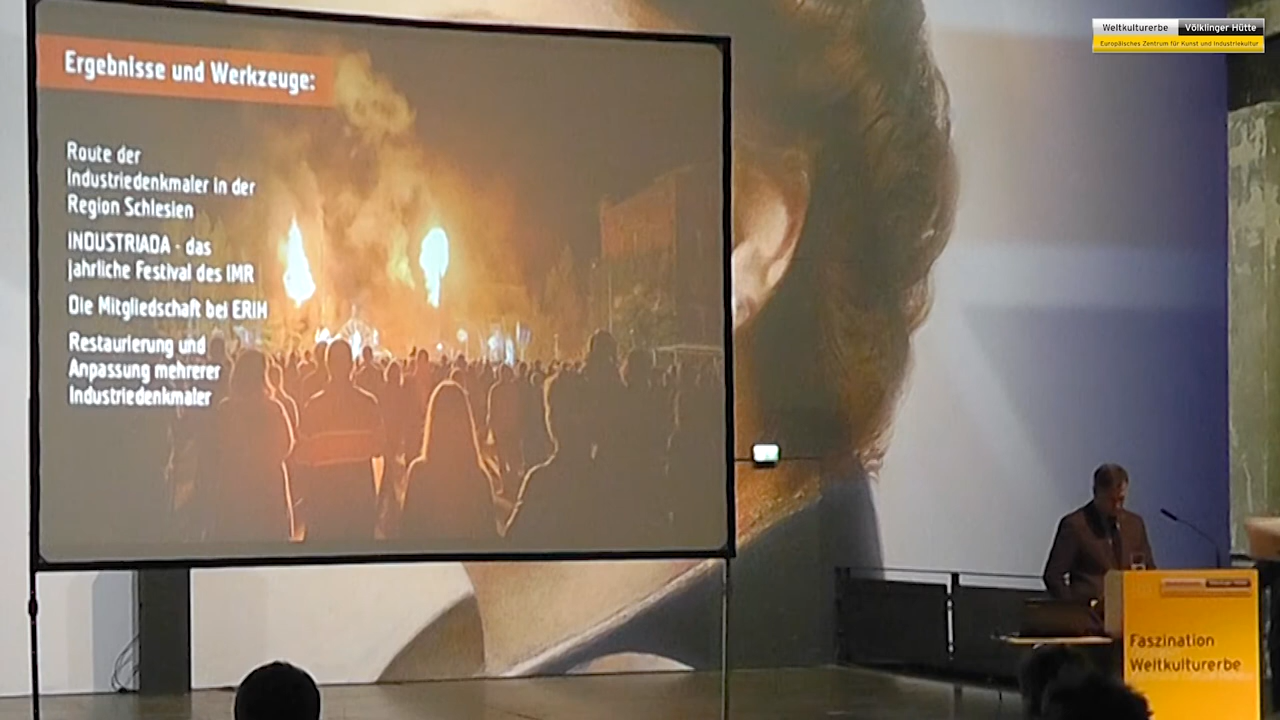 Ergebnisse und Werkzeuge:
Route der
Industriedenkmaler in der
Region Schlesien
INDUSTRIADA - das
jahrliche Festival des IMR
Die Mitgliedschaft bei ERIH
Restaurierung und
Anpassung mehrerer
Industriedenkmaler
Weltkulturerbe Völklinger Hütte
Europäisches Zentrum für Kunst und Industriekultur
Faszination
Weltkulturerbe